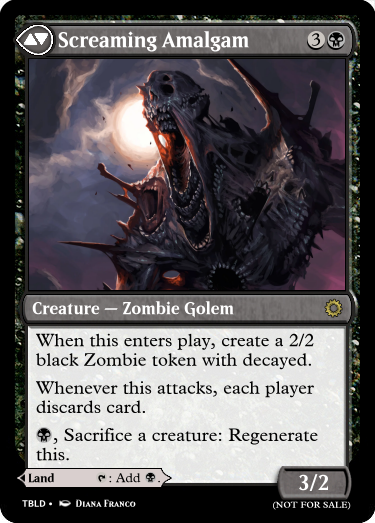 Screaming Amalgam 3
Creature — Zombie Golem
When this enters play, create a 2/2
black Zombie token with decayed.
Whenever this attacks, each player
discards card.
, Sacrifice a creature: Regenerate
this.
Land : Add .
3/2
TBLD • Diana Franco
(NOT FOR SALE)